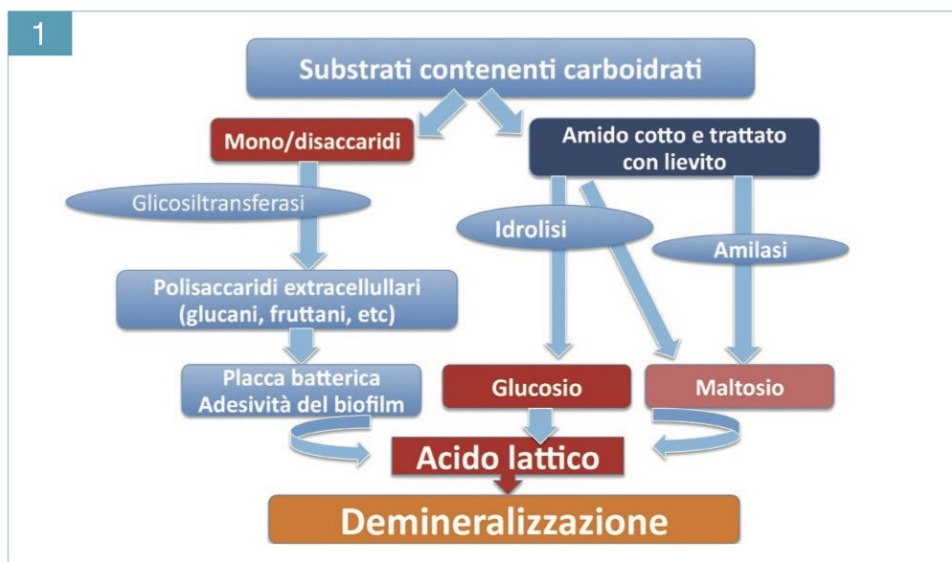 1
Substrati contenenti carboidrati
Mono/disaccaridi
Amido cotto e trattato
con lievito
Glicosiltransferasi
Idrolisi
Amilasi
Polisaccaridi extracellullari
(glucani, fruttani, etc)
Placca batterica
Adesività del biofilm
Glucosio
Maltosio
Acido lattico
Demineralizzazione